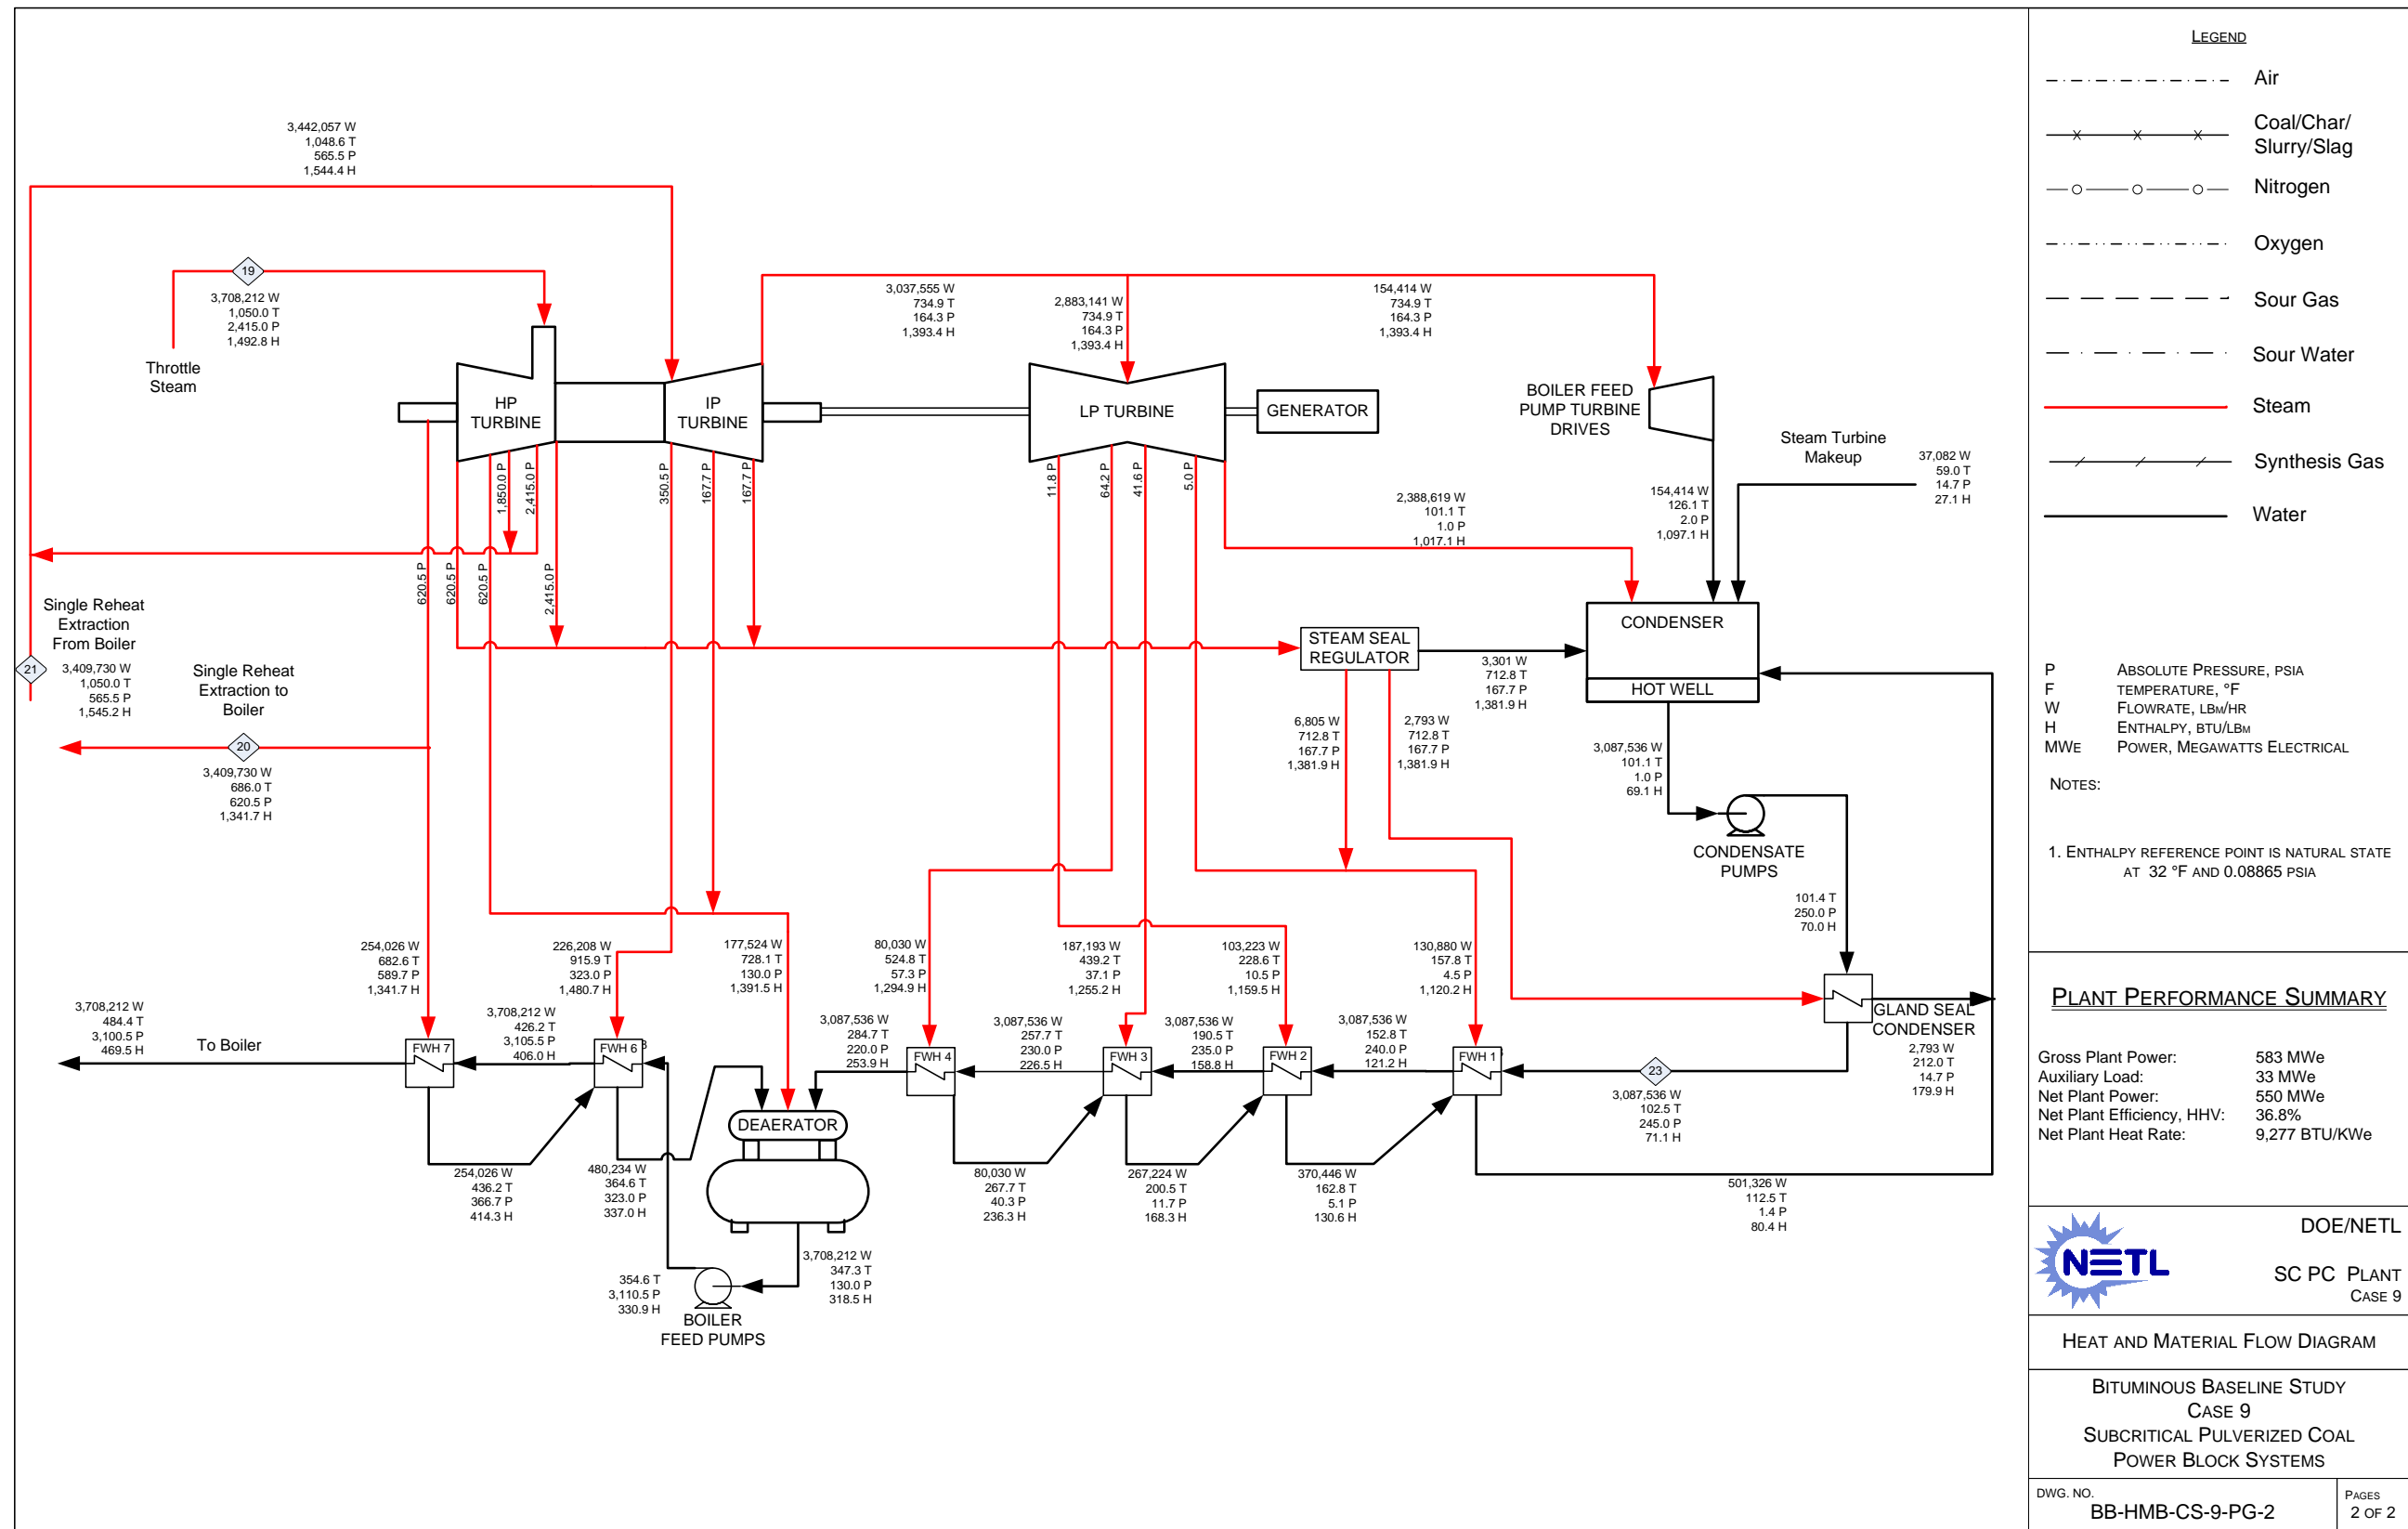 3,442,057 W
1,048.6 T
565.5 P
1,544.4 H
19
3,708,212 W
1,050.0 T
2,415.0 P
1,492.8 H
Throttle
Steam
3,037,555 W
734.9 T
164.3 P
1,393.4 H
2,883,141 W
734.9 T
164.3 P
1,393.4 H
154,414 W
734.9 T
164.3 P
1,393.4 H
HP
TURBINE
IP
TURBINE
LP TURBINE
GENERATOR
BOILER FEED
PUMP TURBINE
DRIVES
Steam Turbine
Makeup
37,082 W
59.0 T
14.7 P
27.1 H
154,414 W
126.1 T
2.0 P
1,097.1 H
1,850.0 P
2,415.0 P
350.5 P
167.7 P
167.7 P
11.8 P
64.2 P
41.6 P
5.0 P
2,388,619 W
101.1 T
1.0 P
1,017.1 H
620.5 P
620.5 P
620.5 P
2,415.0 P
Single Reheat
Extraction
From Boiler
21
3,409,730 W
1,050.0 T
565.5 P
1,545.2 H
Single Reheat
Extraction to
Boiler
20
3,409,730 W
686.0 T
620.5 P
1,341.7 H
STEAM SEAL
REGULATOR
3,301 W
712.8 T
167.7 P
1,381.9 H
CONDENSER
HOT WELL
6,805 W
712.8 T
167.7 P
1,381.9 H
2,793 W
712.8 T
167.7 P
1,381.9 H
3,087,536 W
101.1 T
1.0 P
69.1 H
CONDENSATE
PUMPS
101.4 T
250.0 P
70.0 H
254,026 W
682.6 T
589.7 P
1,341.7 H
226,208 W
915.9 T
323.0 P
1,480.7 H
177,524 W
728.1 T
130.0 P
1,391.5 H
80,030 W
524.8 T
57.3 P
1,294.9 H
187,193 W
439.2 T
37.1 P
1,255.2 H
103,223 W
228.6 T
10.5 P
1,159.5 H
130,880 W
157.8 T
4.5 P
1,120.2 H
GLAND SEAL
CONDENSER
2,793 W
212.0 T
14.7 P
179.9 H
3,708,212 W
484.4 T
3,100.5 P
469.5 H
To Boiler
FWH 7
3,708,212 W
426.2 T
3,105.5 P
406.0 H
FWH 6
3,087,536 W
284.7 T
220.0 P
253.9 H
FWH 4
3,087,536 W
257.7 T
230.0 P
226.5 H
FWH 3
3,087,536 W
190.5 T
235.0 P
158.8 H
FWH 2
3,087,536 W
152.8 T
240.0 P
121.2 H
FWH 1
23
3,087,536 W
102.5 T
245.0 P
71.1 H
DEAERATOR
254,026 W
436.2 T
366.7 P
414.3 H
480,234 W
364.6 T
323.0 P
337.0 H
80,030 W
267.7 T
40.3 P
236.3 H
267,224 W
200.5 T
11.7 P
168.3 H
370,446 W
162.8 T
5.1 P
130.6 H
501,326 W
112.5 T
1.4 P
80.4 H
3,708,212 W
347.3 T
130.0 P
318.5 H
354.6 T
3,110.5 P
330.9 H
BOILER
FEED PUMPS
LEGEND
Air
Coal/Char/
Slurry/Slag
Nitrogen
Oxygen
Sour Gas
Sour Water
Steam
Synthesis Gas
Water
P ABSOLUTE PRESSURE, PSIA
F TEMPERATURE, °F
W FLOWRATE, LBM/HR
H ENTHALPY, BTU/LBM
MWE POWER, MEGAWATTS ELECTRICAL
NOTES:
1. ENTHALPY REFERENCE POINT IS NATURAL STATE
AT 32 °F AND 0.08865 PSIA
PLANT PERFORMANCE SUMMARY
Gross Plant Power: 583 MWe
Auxiliary Load: 33 MWe
Net Plant Power: 550 MWe
Net Plant Efficiency, HHV: 36.8%
Net Plant Heat Rate: 9,277 BTU/KWe
NETL
DOE/NETL
SC PC PLANT
CASE 9
HEAT AND MATERIAL FLOW DIAGRAM
BITUMINOUS BASELINE STUDY
CASE 9
SUBCRITICAL PULVERIZED COAL
POWER BLOCK SYSTEMS
DWG. NO.
BB-HMB-CS-9-PG-2
PAGES
2 OF 2